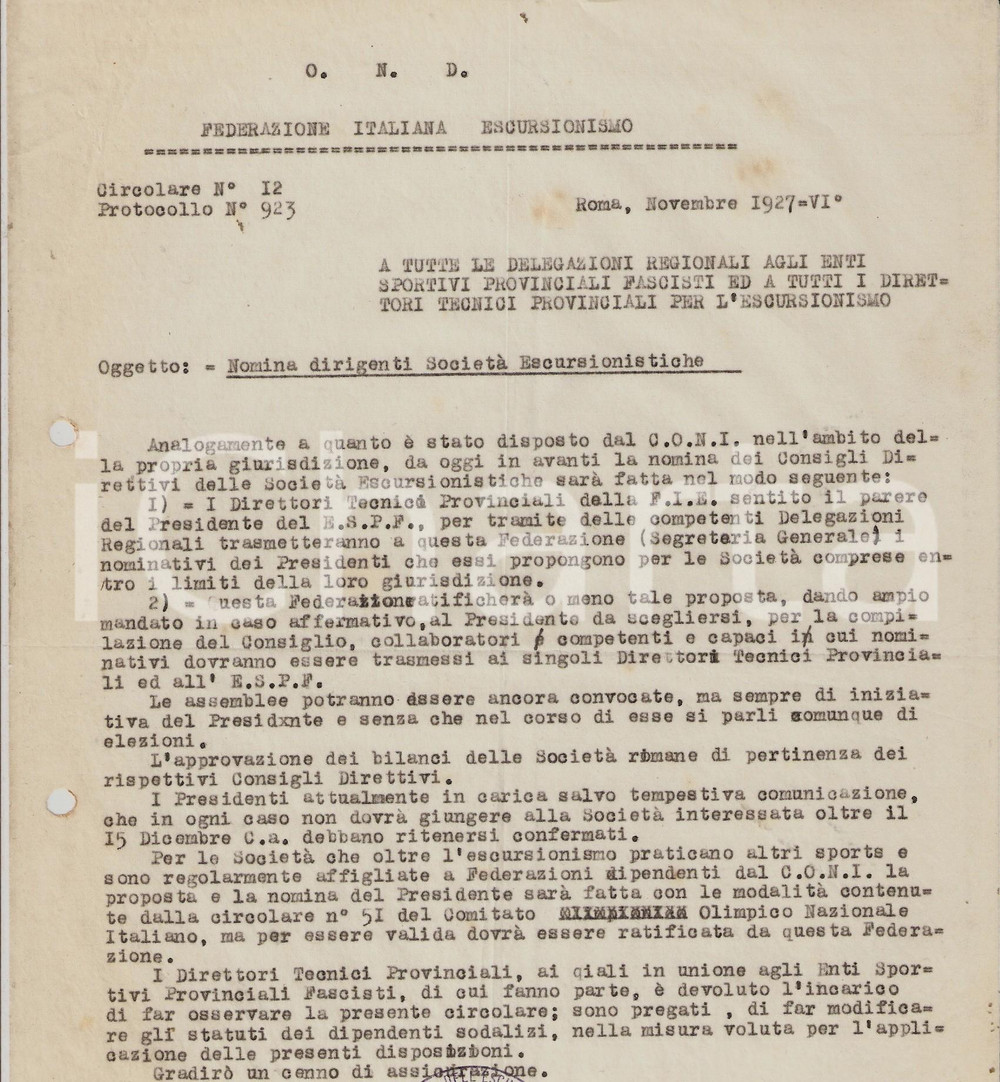 O. N. D.
FEDERAZIONE ITALIANA ESCURSIONISMO
Circolare N° I2
Protocollo N° 923
Roma, Novembre I927=VI°
A TUTTE LE DELEGAZIONI REGIONALI AGLI ENTI
SPORTIVI PROVINCIALI FASCISTI ED A TUTTI I DIRET=
TORI TECNICI PROVINCIALI PER L'ESCURSIONISMO
Oggetto: = Nomina dirigenti Società Escursionistiche
Analogamente a quanto è stato disposto dal C.O.N.I. nell'ambito del=
la propria giurisdizione, da oggi in avanti la nomina dei Consigli Di=
rettivi delle Società Escursionistiche sarà fatta nel modo seguente:
I) = I Direttori Tecnici Provinciali della F.I.E. sentito il parere
del Presidente del E.S.P.F., per tramite delle competenti Delegazioni
Regionali trasmetteranno a questa Federazione (Segreteria Generale) i
nominativi dei Presidenti che essi propongono per le Società comprese en=
tro i limiti della loro giurisdizione.
2) = Questa Federazione ratificherà o meno tale proposta, dando ampio
mandato in caso affermativo, al Presidente da scegliersi, per la compi=
lazione del Consiglio, collaboratori competenti e capaci i cui nomi=
nativi dovranno essere trasmessi ai singoli Direttori Tecnici Provincia=
li ed all' E.S.P.F.
Le assemblee potranno essere ancora convocate, ma sempre di inizia=
tiva del Presidxnte e senza che nel corso di esse si parli comunque di
elezioni.
L'approvazione dei bilanci delle Società rimane di pertinenza dei
rispettivi Consigli Direttivi.
I Presidenti attualmente in carica salvo tempestiva comunicazione,
che in ogni caso non dovrà giungere alla Società interessata oltre il
I5 Dicembre C.a. debbano ritenersi confermati.
Per le Società che oltre l'escursionismo praticano altri sports e
sono regolarmente affigliate a Federazioni dipendenti dal C.O.N.I. la
proposta e la nomina del Presidente sarà fatta con le modalità contenu=
te dalla circolare n° 5I del Comitato Olimpico Nazionale
Italiano, ma per essere valida dovrà essere ratificata da questa Federa=
zione.
I Direttori Tecnici Provinciali, ai qiali in unione agli Enti Spor=
tivi Provinciali Fascisti, di cui fanno parte, è devoluto l'incarico
di far osservare la presente circolare; sono pregati , di far modifica=
re gli statuti dei dipendenti sodalizi, nella misura voluta per l'appli=
cazione delle presenti disposizioni.
Gradirò un cenno di assicurazione.